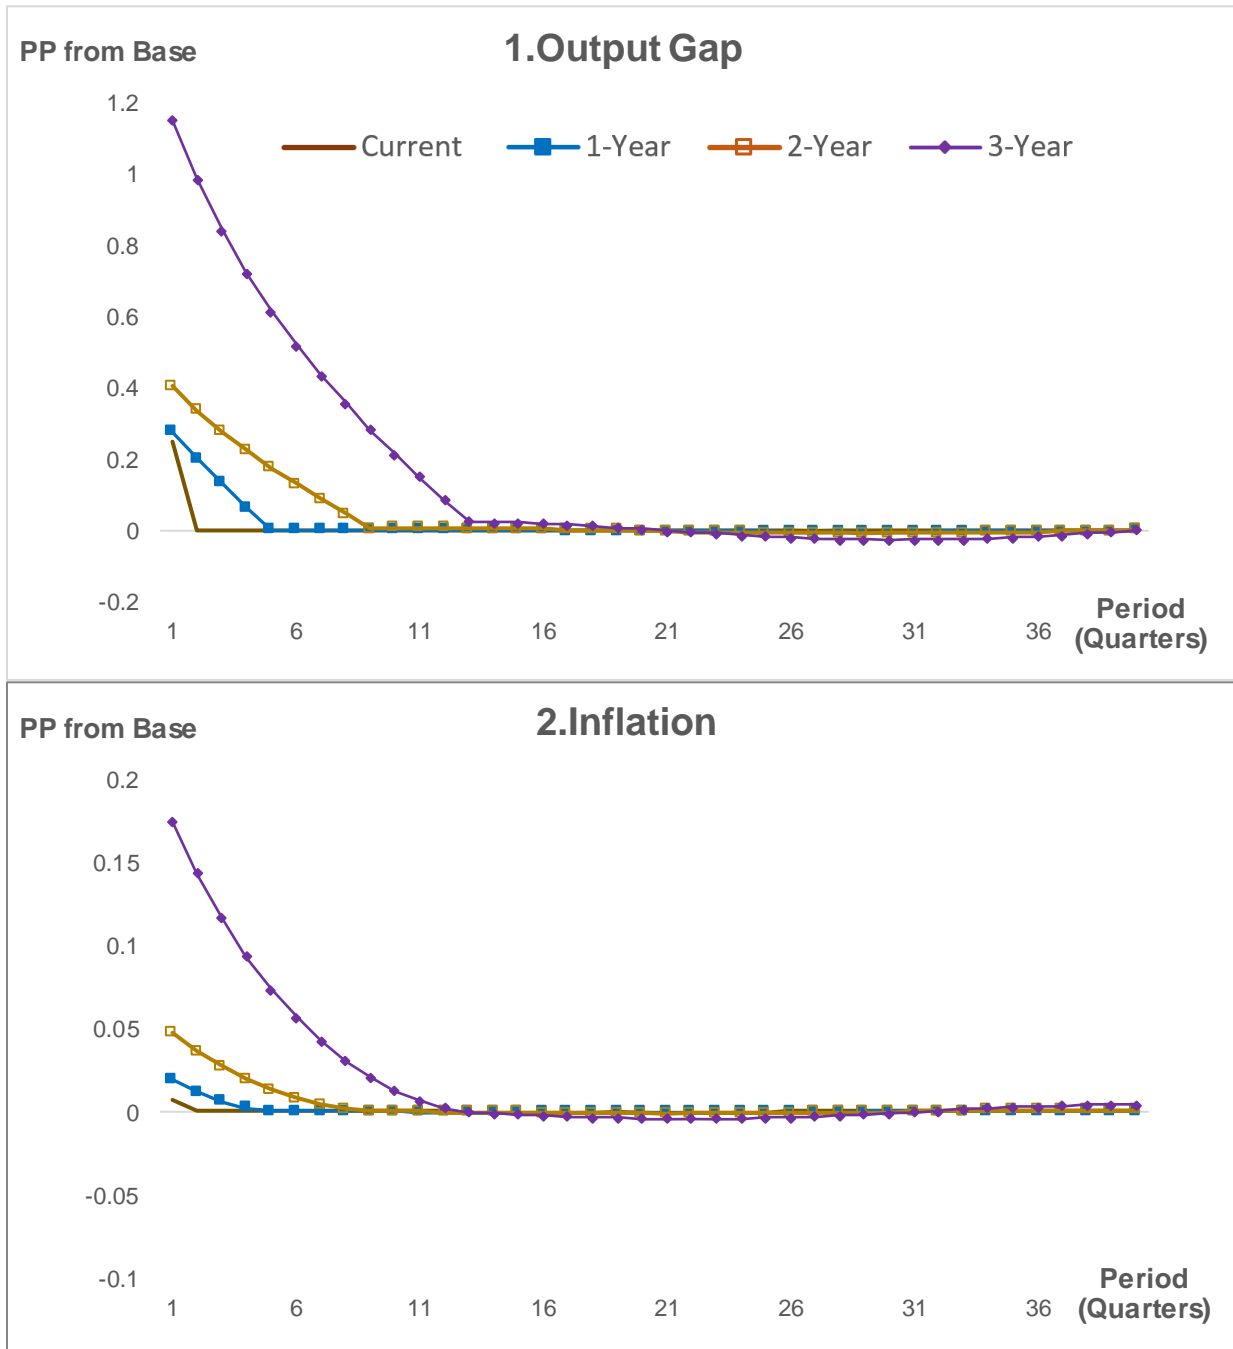 PP from Base
1.Output Gap
1.2
Current 1-Year 2-Year 3-Year
1
0.8
0.6
0.4
0.2
0
-0.2
1 6 11 16 21 26 31 36
Period
(Quarters)
PP from Base
2.Inflation
0.2
0.15
0.1
0.05
0
-0.05
-0.1
1 6 11 16 21 26 31 36
Period
(Quarters)